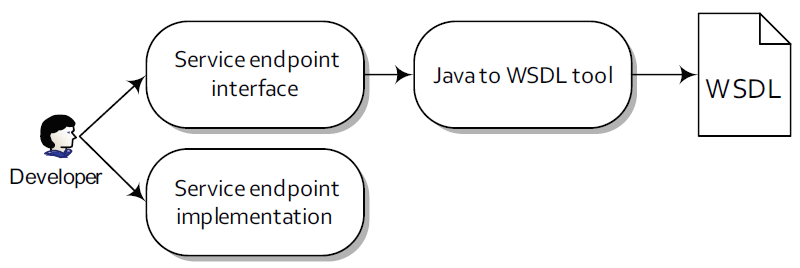 Service endpoint
interface
Java to WSDL tool
WSDL
Developer
Service endpoint
implementation